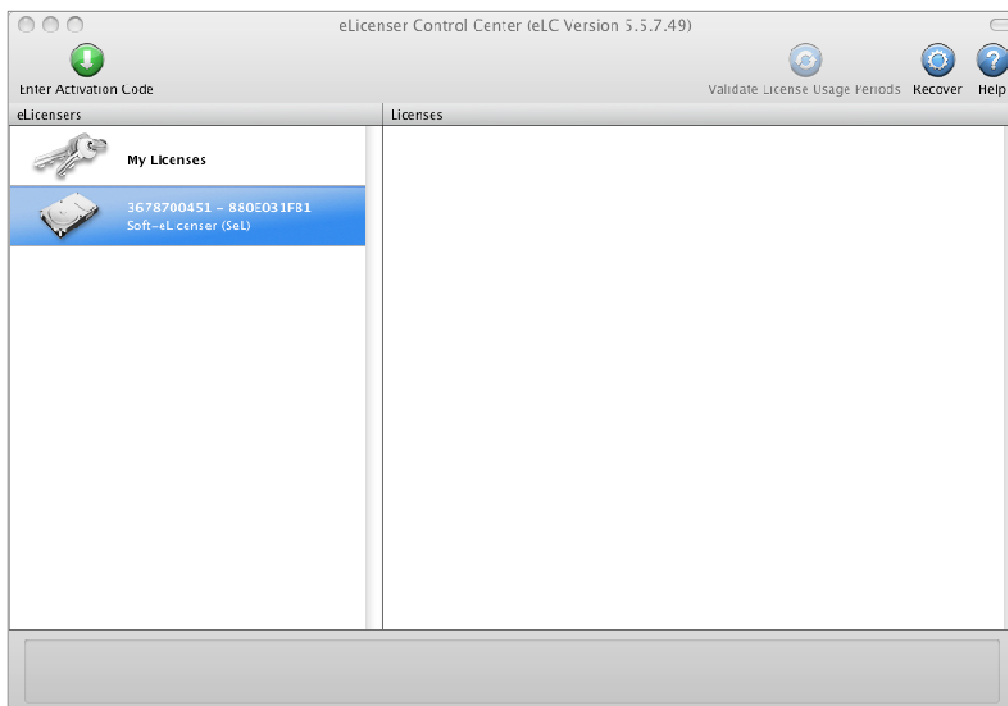 eLicenser Control Center (eLC Version 5.5.7.49)
Enter Activation Code
Validate License Usage Periods
Recover
Help
eLicensers
Licenses
My Licenses
3678700451 – 880E031FB1
Soft-eLicenser (SeL)